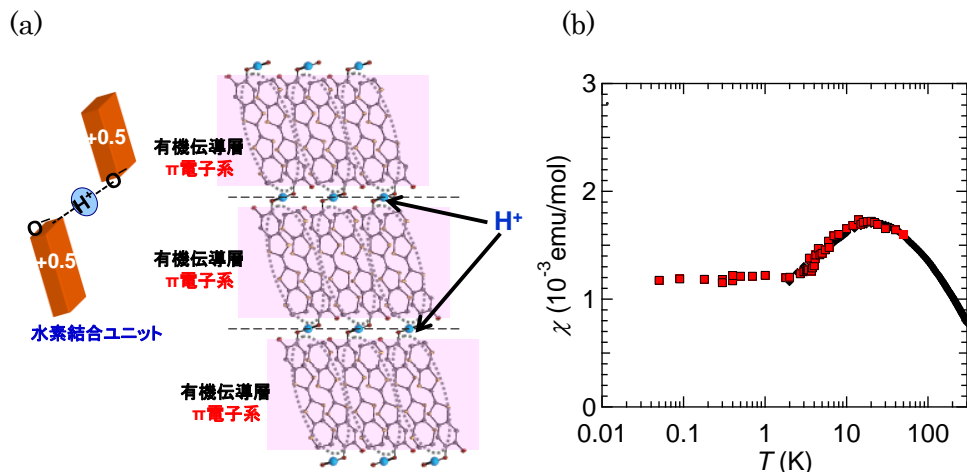 (a)
+0.5
O
H⁺
O⁻
+0.5
水素結合ユニット
有機伝導層
π電子系
有機伝導層
π電子系
有機伝導層
π電子系
H⁺
(b)
χ (10⁻³ emu/mol)
3
2
1
0
0.01
0.1
1
10
100
T (K)